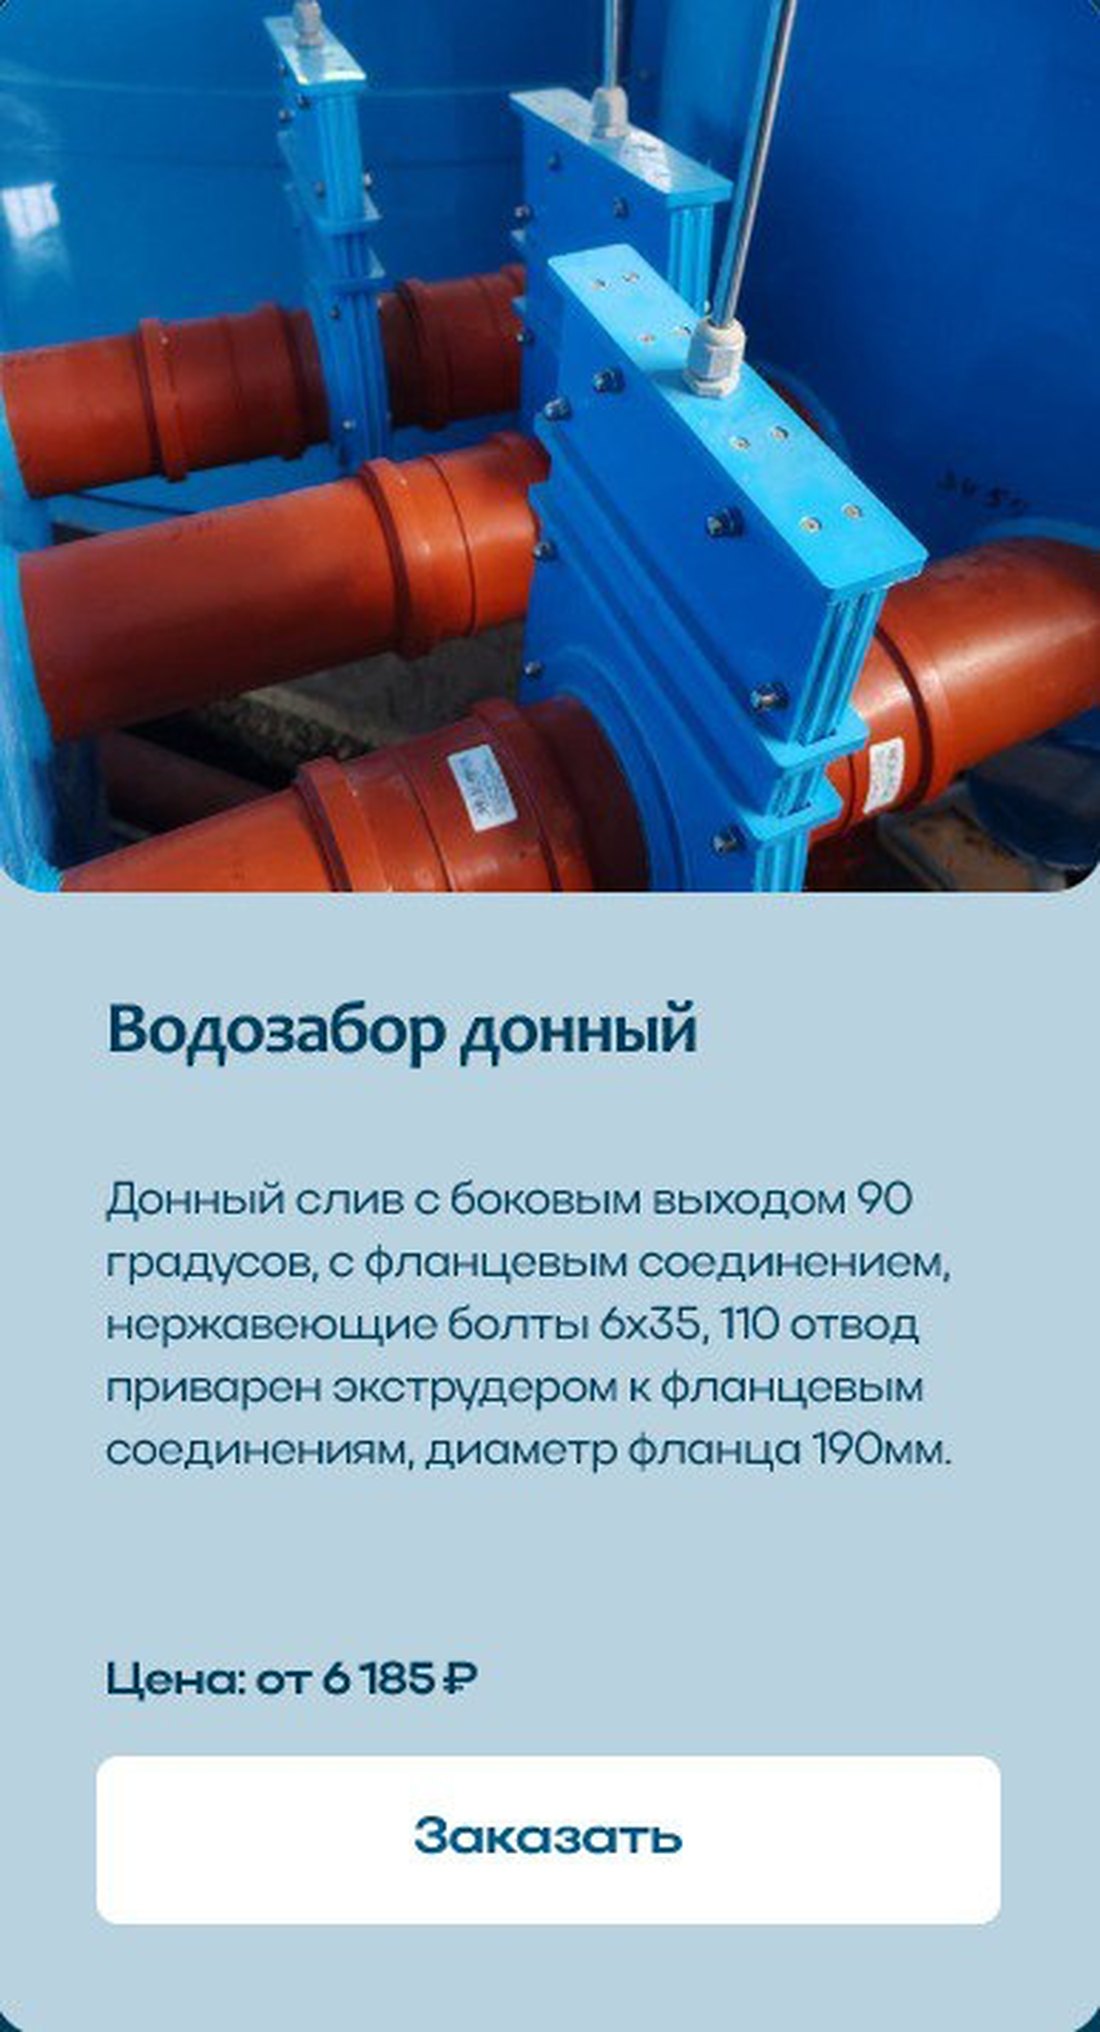 Водозабор донный
Донный слив с боковым выходом 90
градусов, с фланцевым соединением,
нержавеющие болты 6х35, 110 отвод
приварен экструдером к фланцевым
соединениям, диаметр фланца 190мм.
Цена: от 6 185 ₽
Заказать